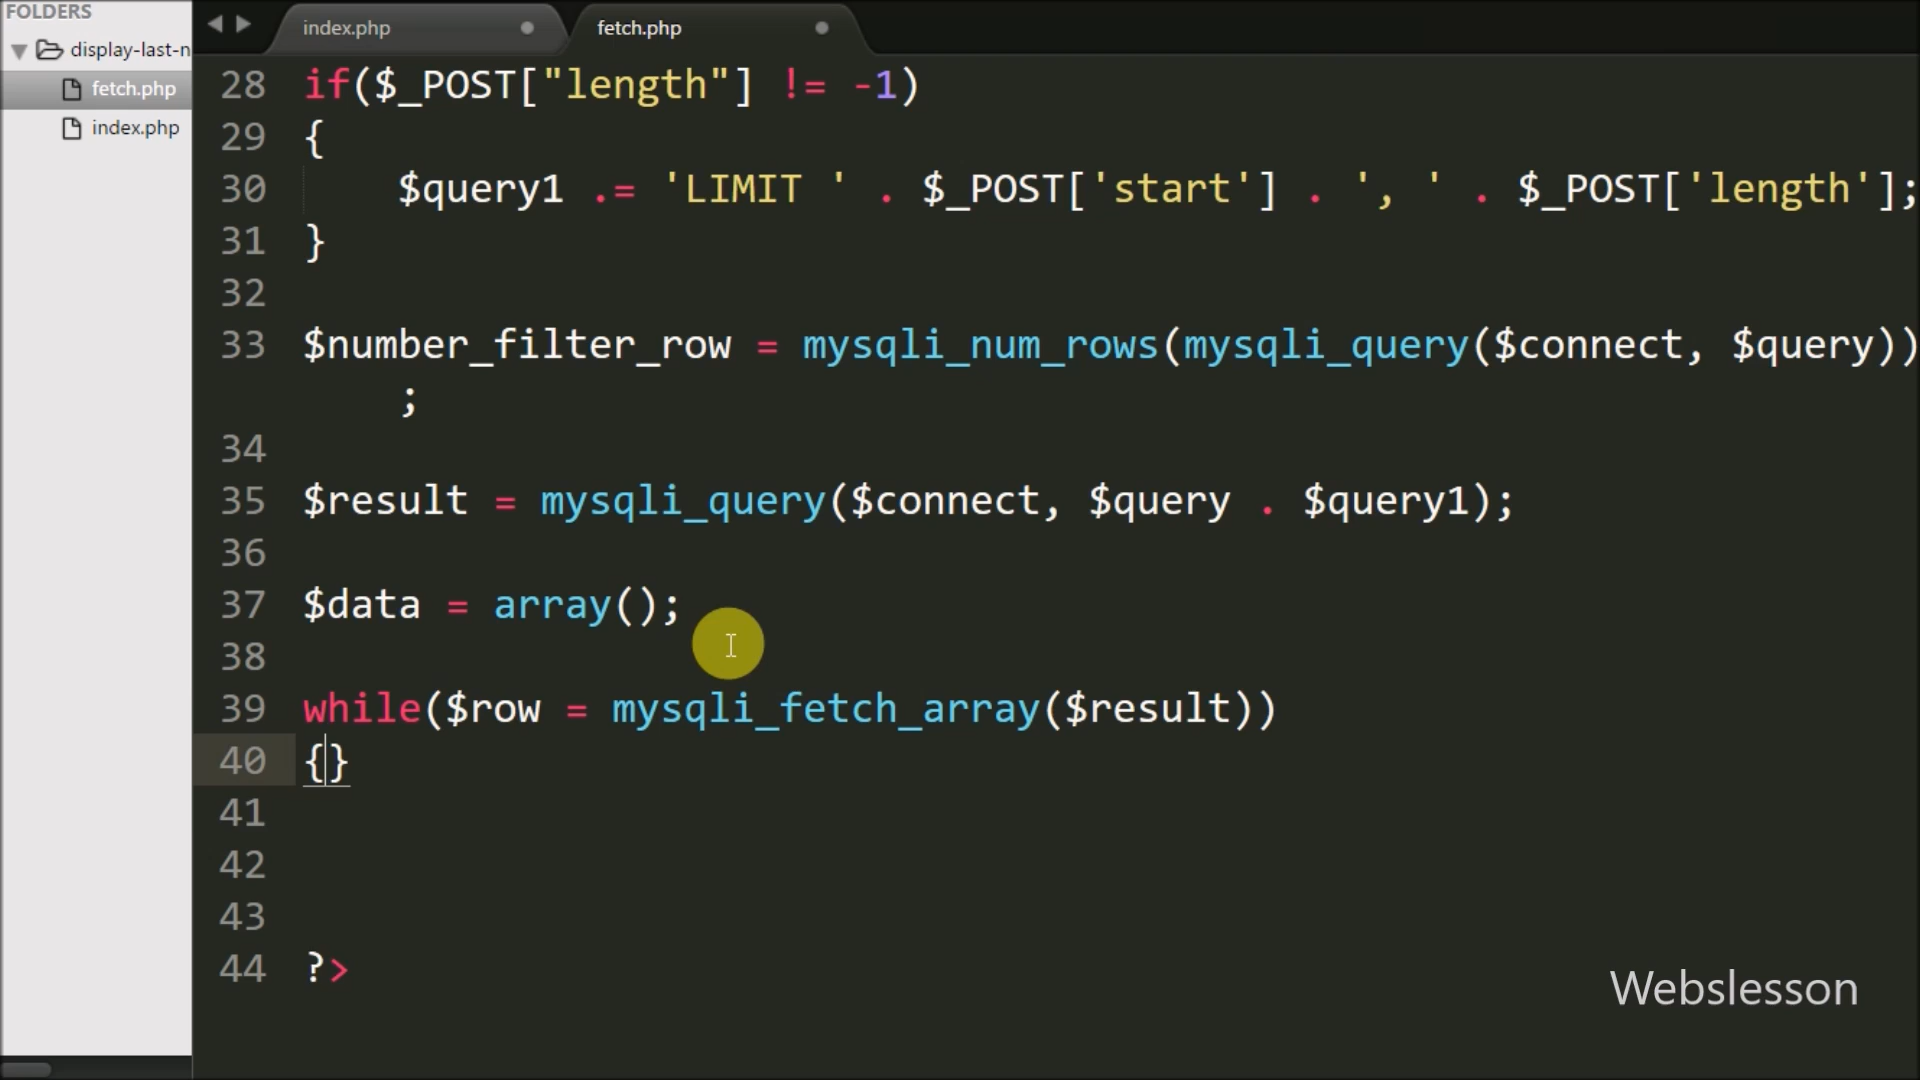 FOLDERS
display-last-n
fetch.php
index.php
index.php
fetch.php
28 if($_POST["length"] != -1)
29 {
30 $query1 .= 'LIMIT ' . $_POST['start'] . ', ' . $_POST['length'];
31 }
32
33 $number_filter_row = mysqli_num_rows(mysqli_query($connect, $query))
;
34
35 $result = mysqli_query($connect, $query . $query1);
36
37 $data = array();
38
39 while($row = mysqli_fetch_array($result))
40 {}
41
42
43
44 ?>
Webslesson